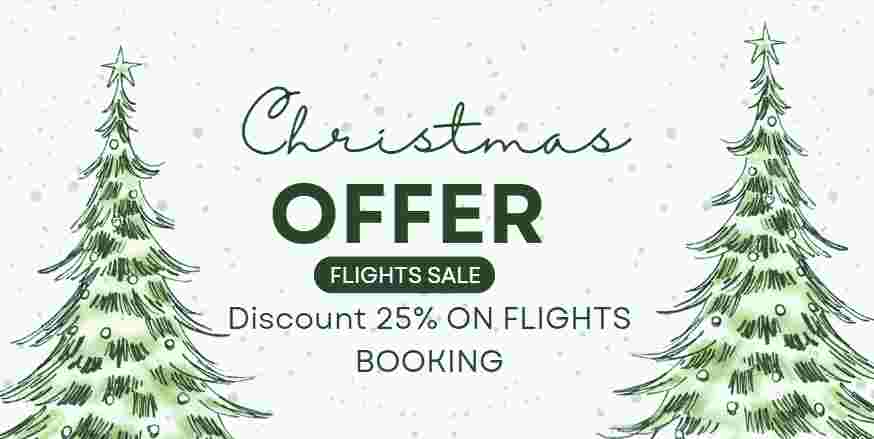 Christmas
OFFER
FLIGHTS SALE
Discount 25% ON FLIGHTS
BOOKING